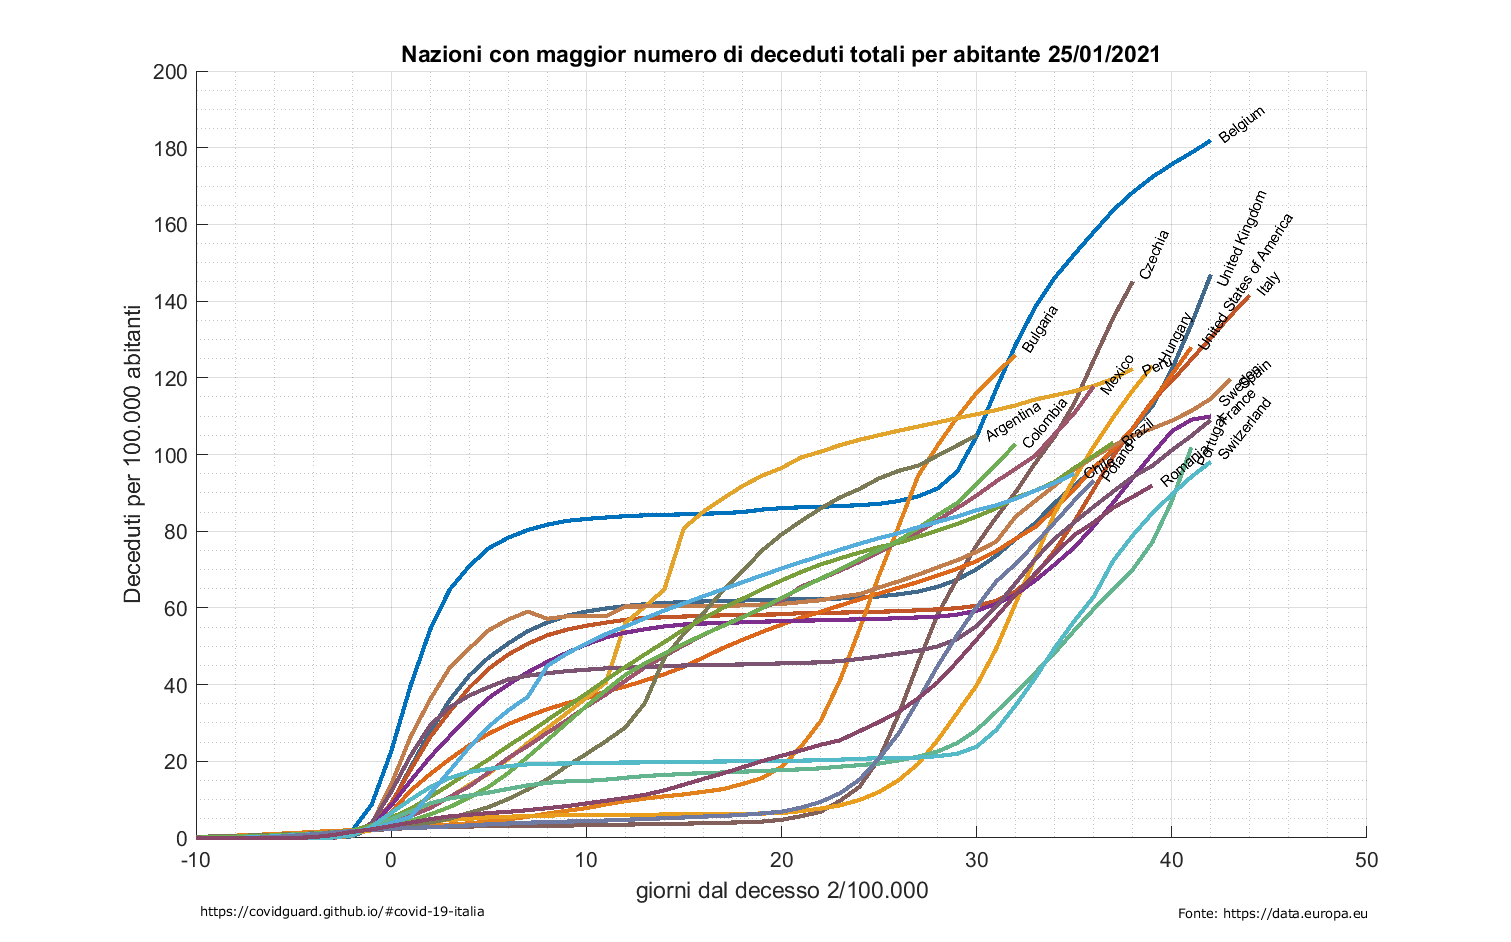 Nazioni con maggior numero di deceduti totali per abitante 25/01/2021
200
180
160
140
120
100
80
60
40
20
0
Deceduti per 100.000 abitanti
Belgium
United Kingdom
United States of America
Czechia
Italy
Bulgaria
Hungary
Peru
Mexico
Spain
Sweden
France
Argentina
Colombia
Brazil
Portugal
Switzerland
Chile
Poland
Romania
-10
0
10
20
30
40
50
giorni dal decesso 2/100.000
https://covidguard.github.io/#covid-19-italia
Fonte: https://data.europa.eu